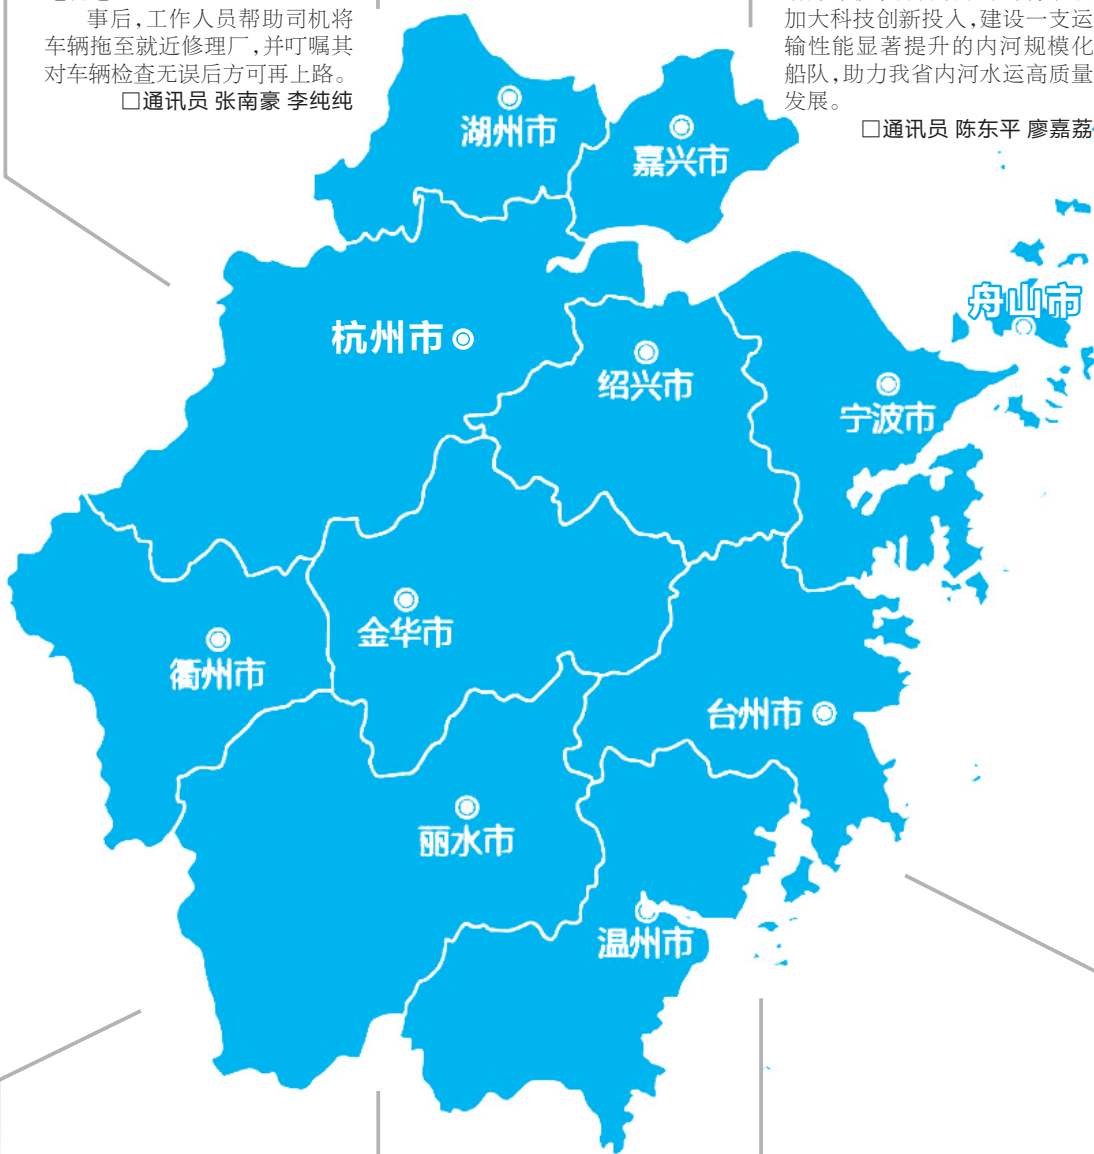 事后,工作人员帮助司机将
车辆拖至就近修理厂,并叮嘱其
对车辆检查无误后方可再上路。
□通讯员 张南豪 李纯纯
加大科技创新投入,建设一支运
输性能显著提升的内河规模化
船队,助力我省内河水运高质量
发展。
□通讯员 陈东平 廖嘉荔
湖州市
嘉兴市
舟山市
杭州市
绍兴市
宁波市
金华市
衢州市
台州市
丽水市
温州市